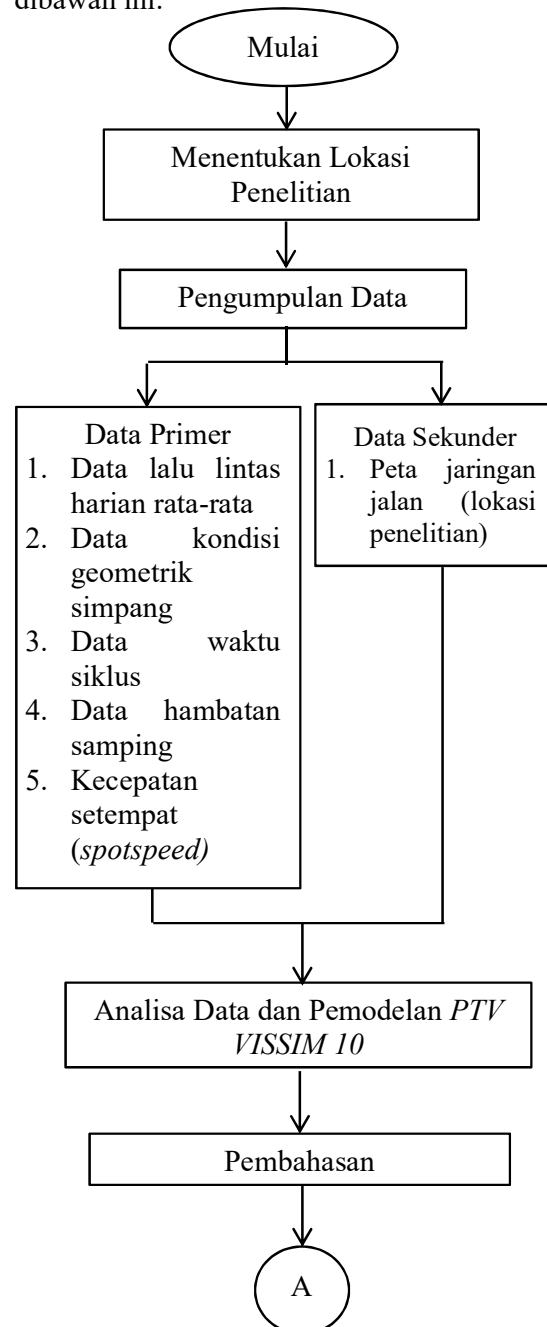 dibawah ini:
Mulai
Menentukan Lokasi
Penelitian
Pengumpulan Data
Data Primer
1. Data lalu lintas
harian rata-rata
2. Data kondisi
geometrik
simpang
3. Data waktu
siklus
4. Data hambatan
samping
5. Kecepatan
setempat
(spotspeed)
Data Sekunder
1. Peta jaringan
jalan (lokasi
penelitian)
Analisa Data dan Pemodelan PTV
VISSIM 10
Pembahasan
A